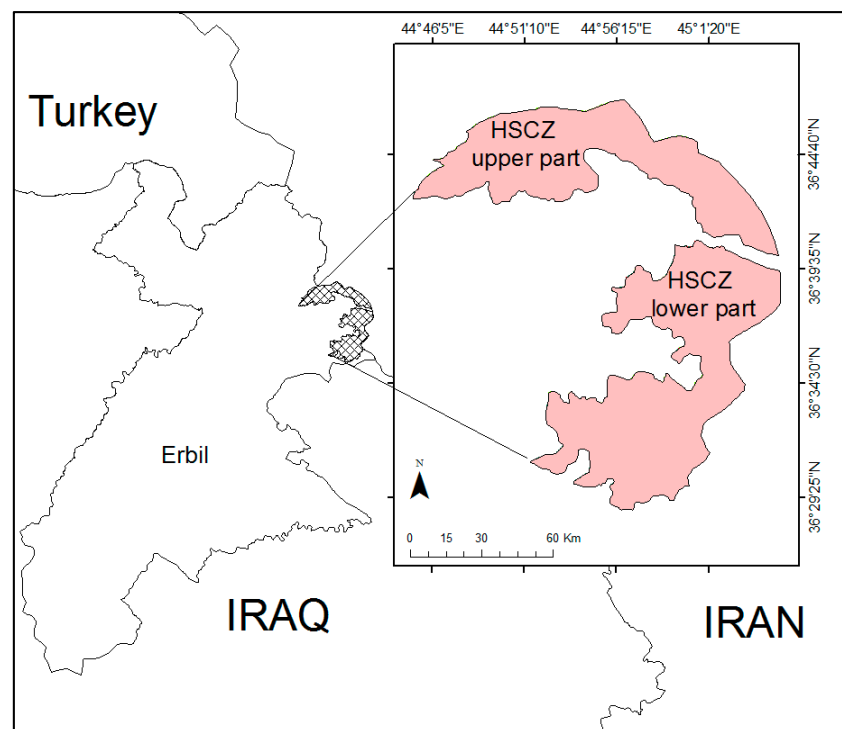 44°46'5"E 44°51'10"E 44°56'15"E 45°1'20"E
Turkey
HSCZ
upper part
36°44'40"N
36°39'35"N
HSCZ
lower part
36°34'30"N
Erbil
36°29'25"N
N
0 15 30 60 Km
IRAQ
IRAN